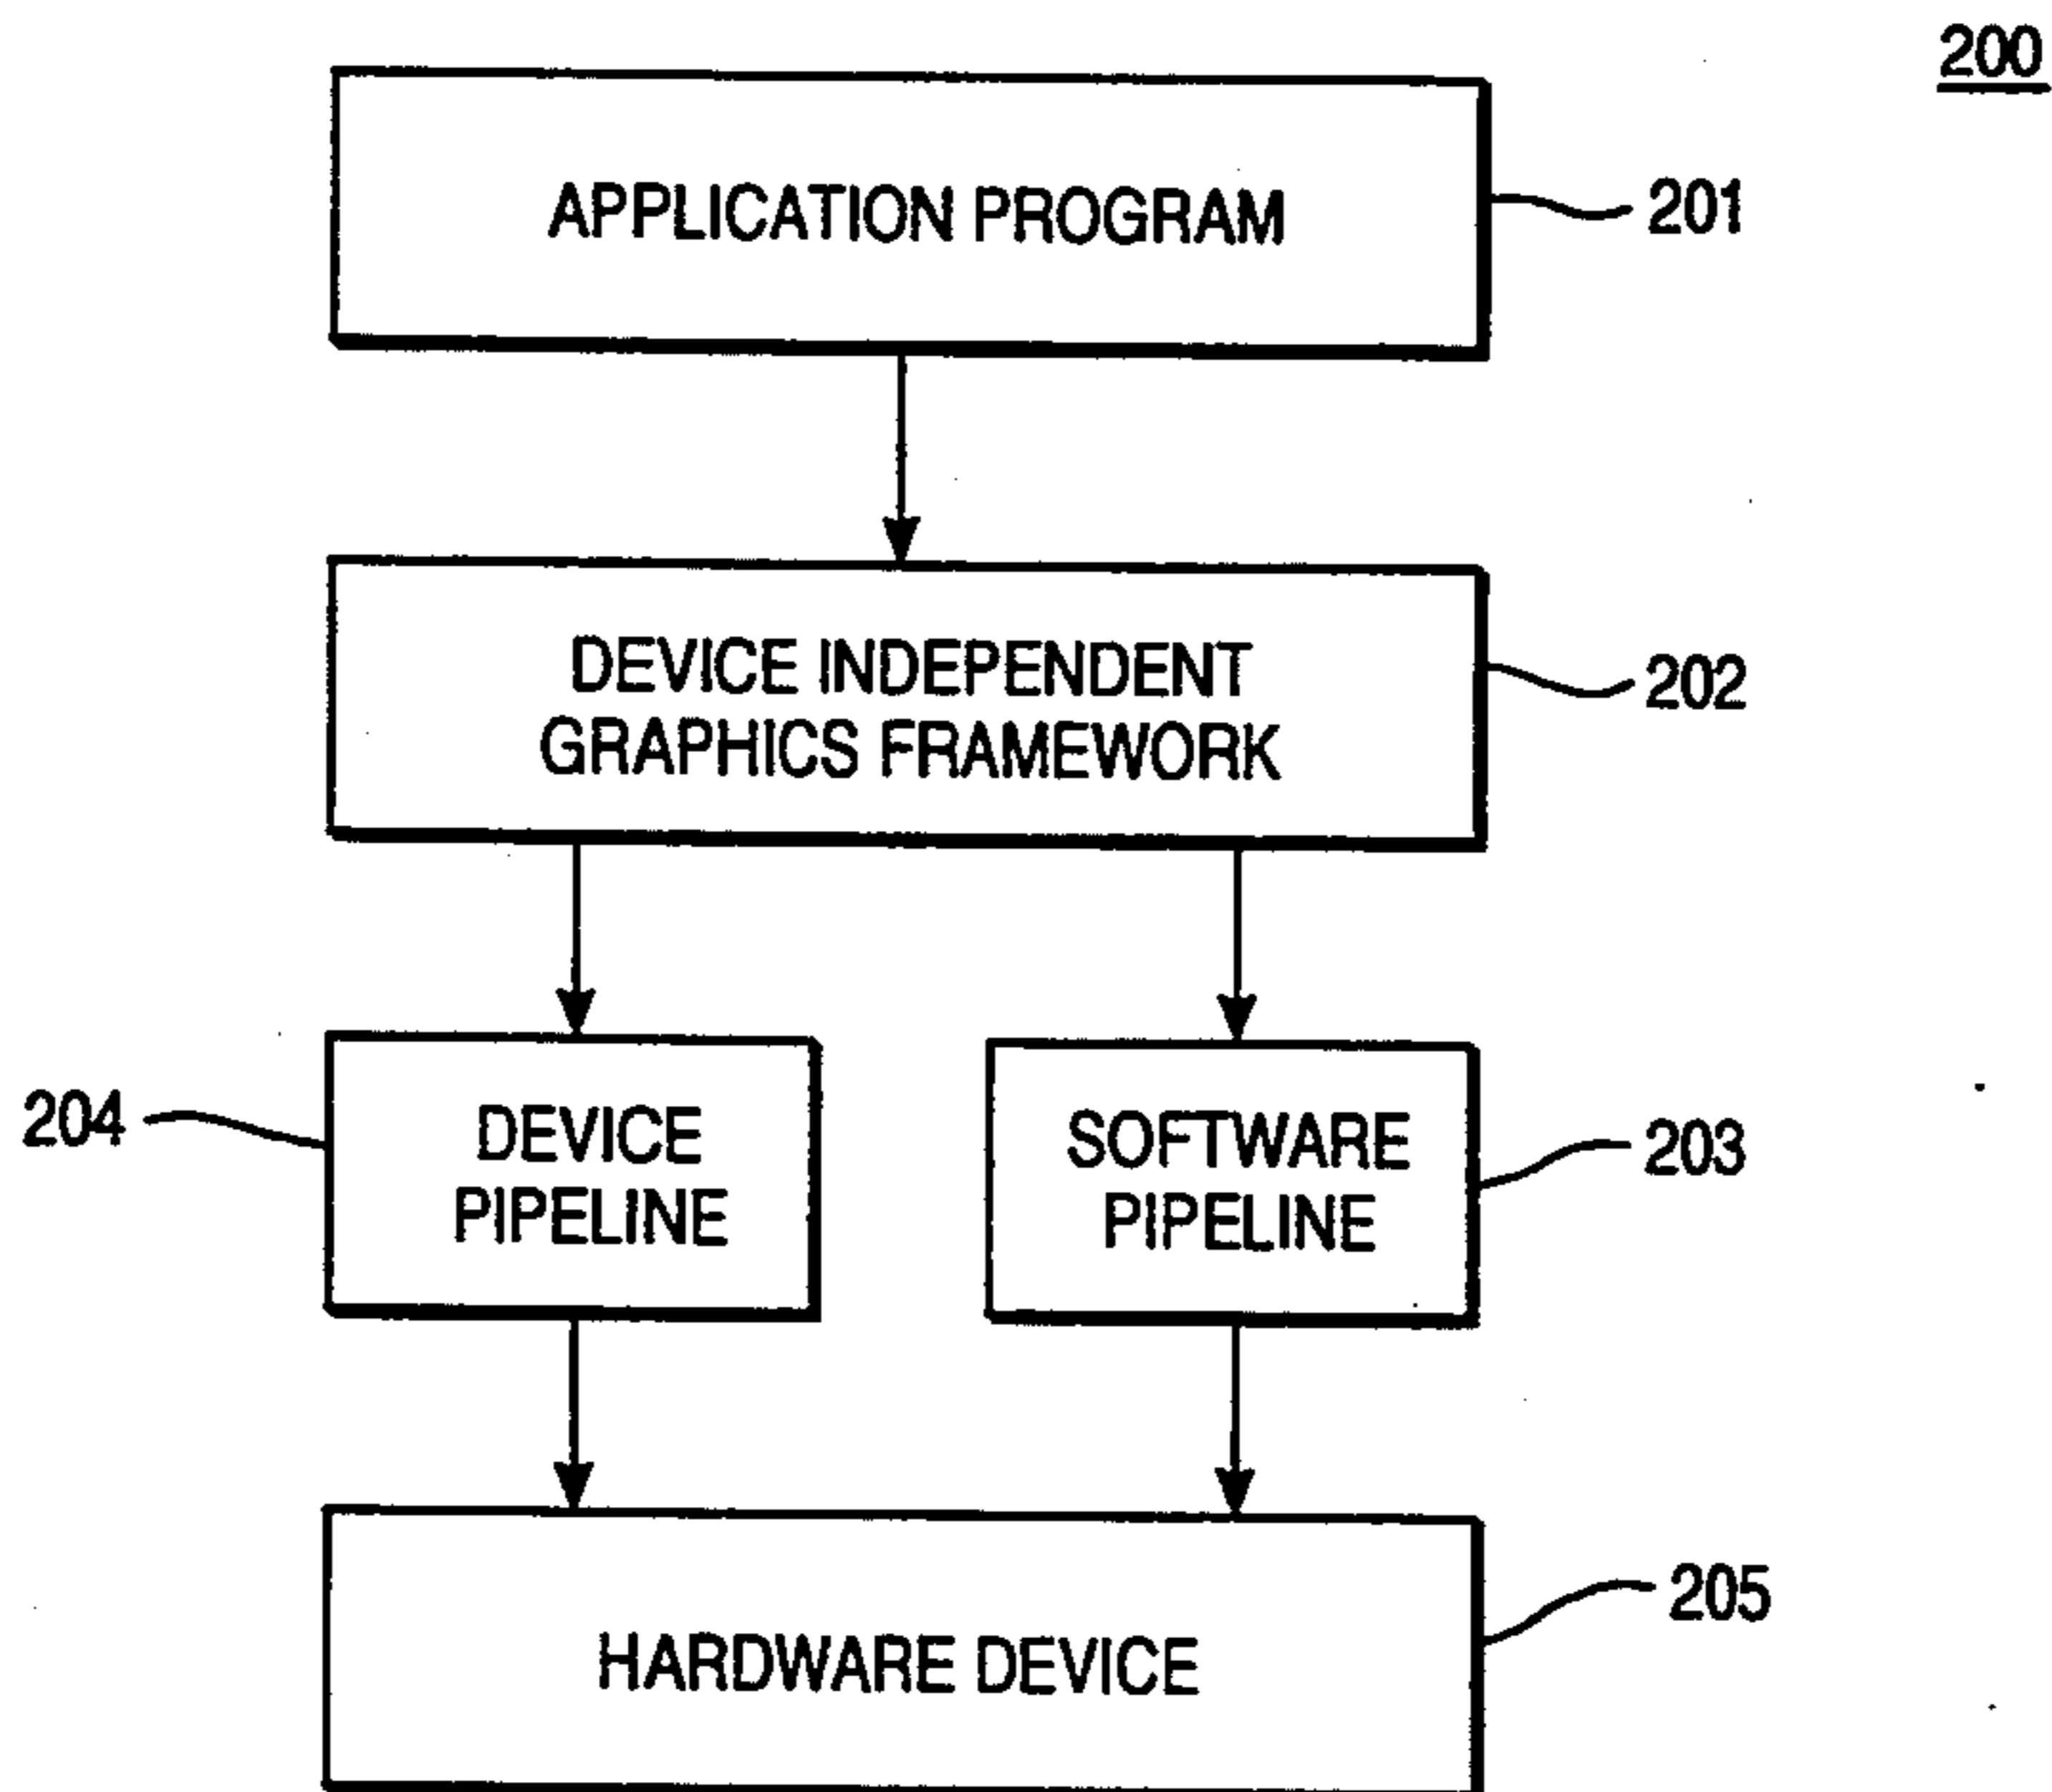 200
APPLICATION PROGRAM
201
DEVICE INDEPENDENT
GRAPHICS FRAMEWORK
202
204
DEVICE
PIPELINE
SOFTWARE
PIPELINE
203
HARDWARE DEVICE
205